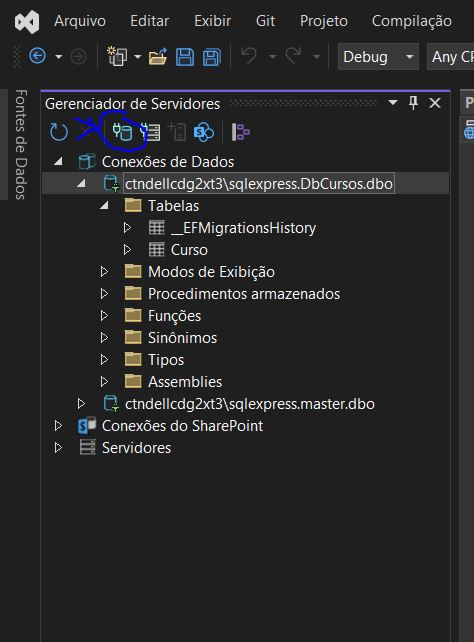 Arquivo Editar Exibir Git Projeto Compilação
Debug Any CP
Fontes de Dados
Gerenciador de Servidores
Conexões de Dados
ctndellcdg2xt3\sqlexpress.DbCursos.dbo
Tabelas
__EFMigrationsHistory
Curso
Modos de Exibição
Procedimentos armazenados
Funções
Sinônimos
Tipos
Assemblies
ctndellcdg2xt3\sqlexpress.master.dbo
Conexões do SharePoint
Servidores